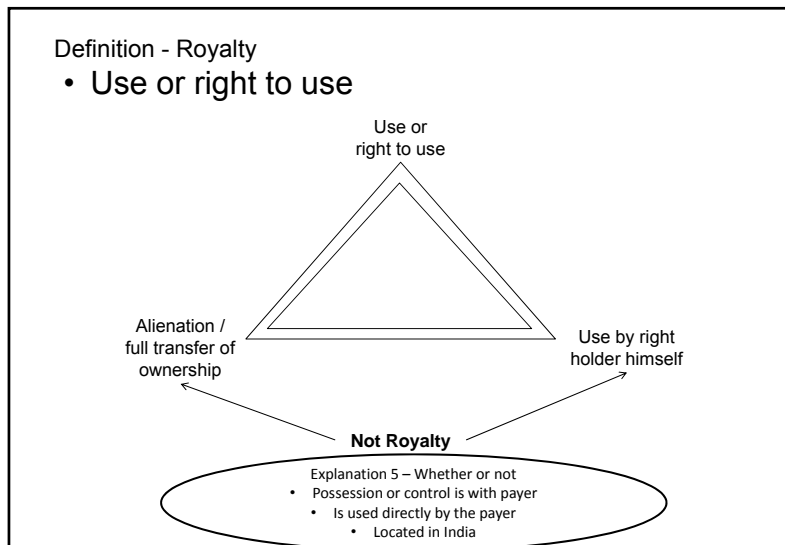 Definition - Royalty
• Use or right to use
Use or
right to use
Alienation /
full transfer of
ownership
Use by right
holder himself
Not Royalty
Explanation 5 – Whether or not
• Possession or control is with payer
• Is used directly by the payer
• Located in India